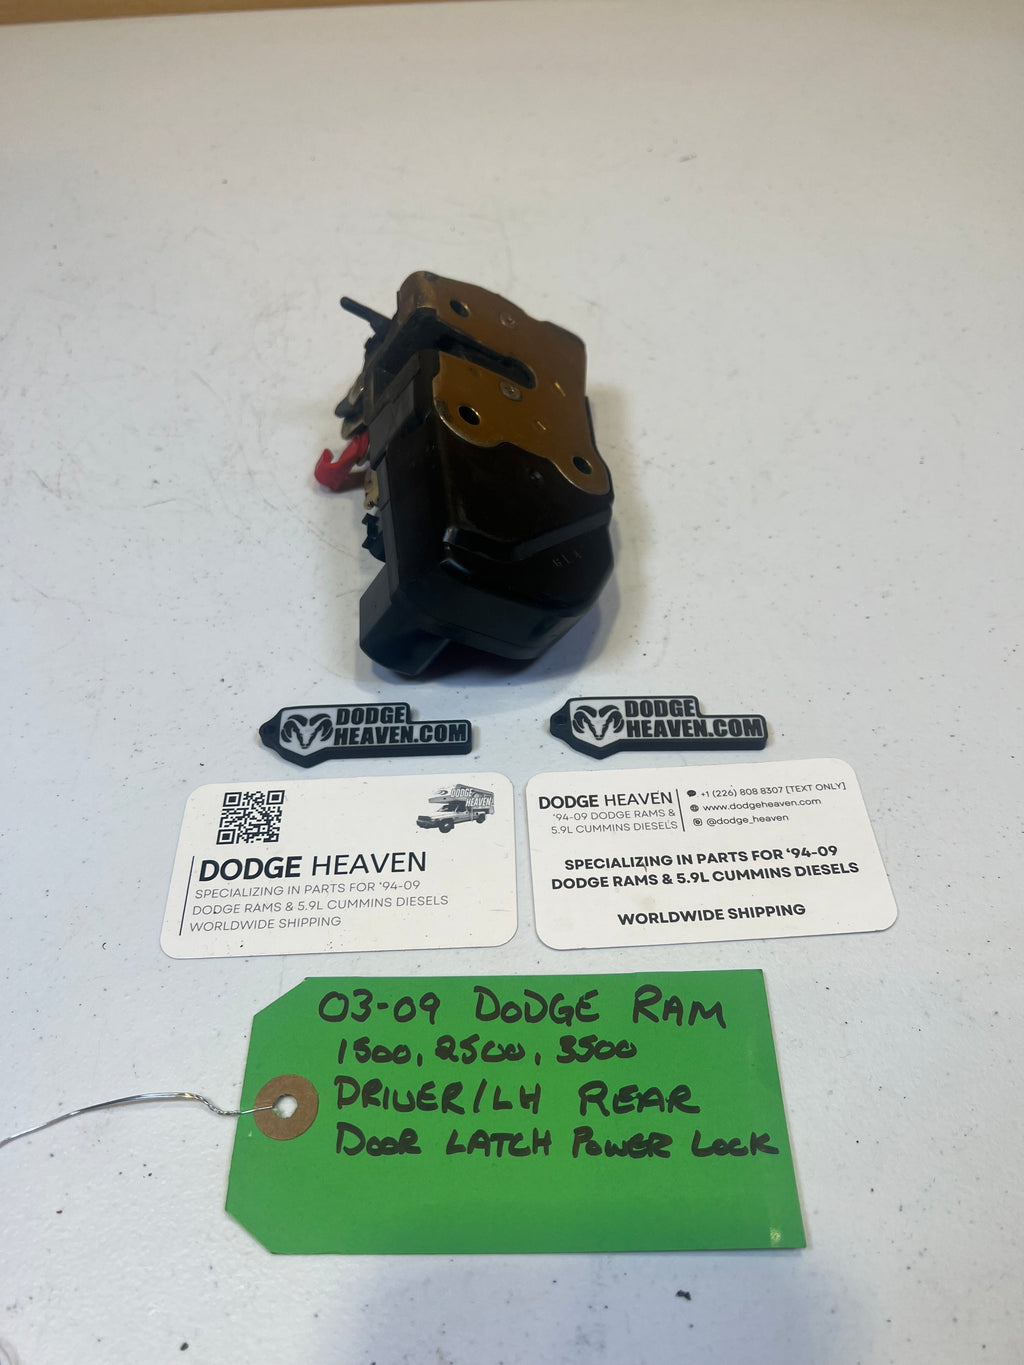 GLA
DODGE
HEAVEN.COM
DODGE
HEAVEN.COM
DODGE
HEAVEN
DODGE HEAVEN
SPECIALIZING IN PARTS FOR '94-09
DODGE RAMS & 5.9L CUMMINS DIESELS
WORLDWIDE SHIPPING
DODGE HEAVEN
'94-09 DODGE RAMS &
5.9L CUMMINS DIESELS
+1 (226) 808 8307 [TEXT ONLY]
www.dodgeheaven.com
@dodge_heaven
SPECIALIZING IN PARTS FOR '94-09
DODGE RAMS & 5.9L CUMMINS DIESELS
WORLDWIDE SHIPPING
03-09 DODGE RAM
1500, 2500, 3500
DRIVER/LH REAR
DOOR LATCH POWER LOCK